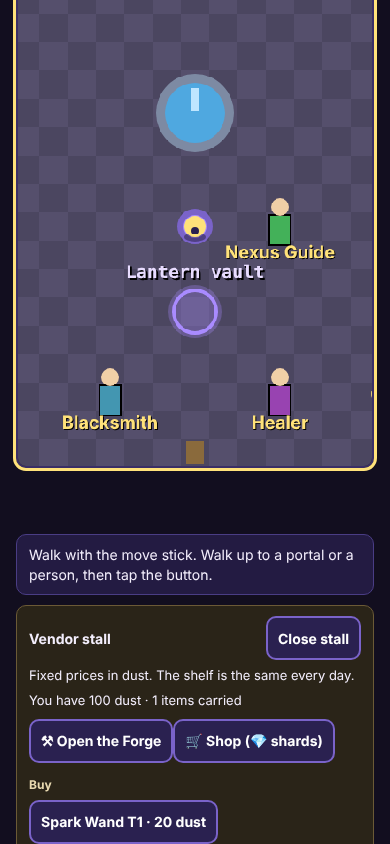 Nexus Guide
Lantern vault
Blacksmith
Healer
Walk with the move stick. Walk up to a portal or a
person, then tap the button.
Vendor stall
Close stall
Fixed prices in dust. The shelf is the same every day.
You have 100 dust · 1 items carried
⚒ Open the Forge
🛒 Shop (💎 shards)
Buy
Spark Wand T1 · 20 dust